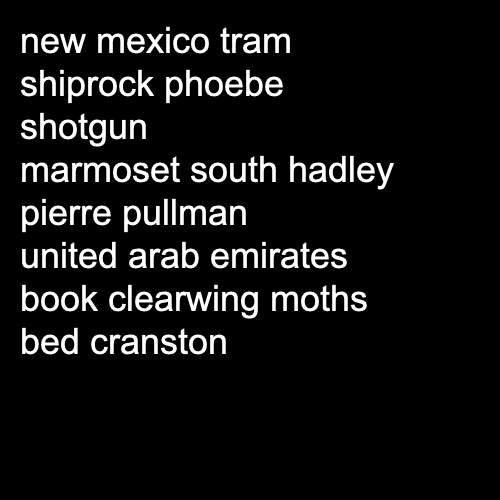 new mexico tram
shiprock phoebe
shotgun
marmoset south hadley
pierre pullman
united arab emirates
book clearwing moths
bed cranston